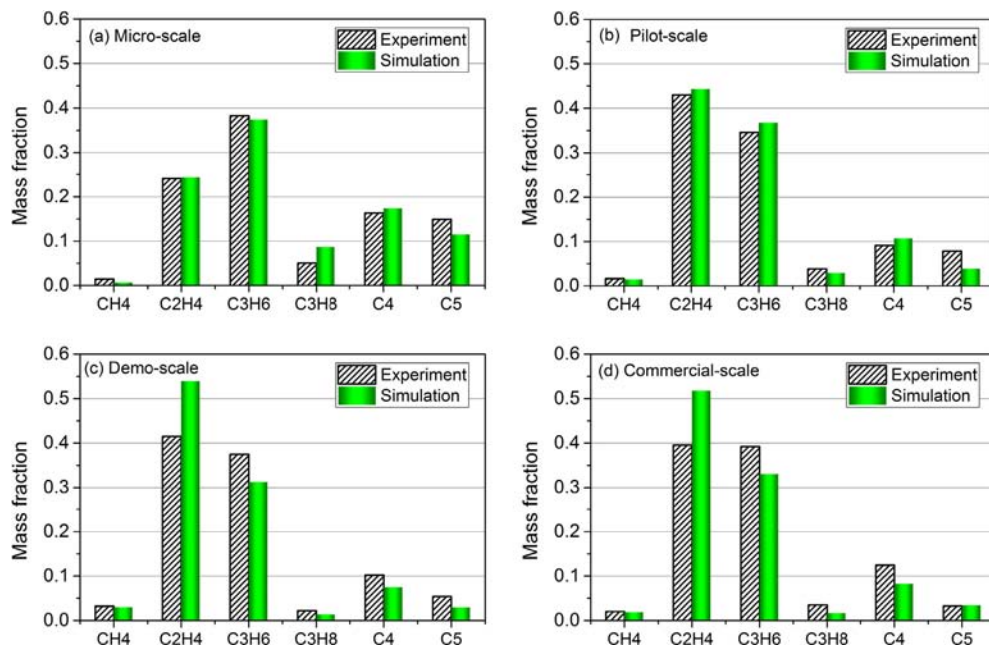 (a) Micro-scale
Experiment
Simulation
Mass fraction
0.6
0.5
0.4
0.3
0.2
0.1
0.0
CH4 C2H4 C3H6 C3H8 C4 C5
(b) Pilot-scale
Experiment
Simulation
Mass fraction
0.6
0.5
0.4
0.3
0.2
0.1
0.0
CH4 C2H4 C3H6 C3H8 C4 C5
(c) Demo-scale
Experiment
Simulation
Mass fraction
0.6
0.5
0.4
0.3
0.2
0.1
0.0
CH4 C2H4 C3H6 C3H8 C4 C5
(d) Commercial-scale
Experiment
Simulation
Mass fraction
0.6
0.5
0.4
0.3
0.2
0.1
0.0
CH4 C2H4 C3H6 C3H8 C4 C5